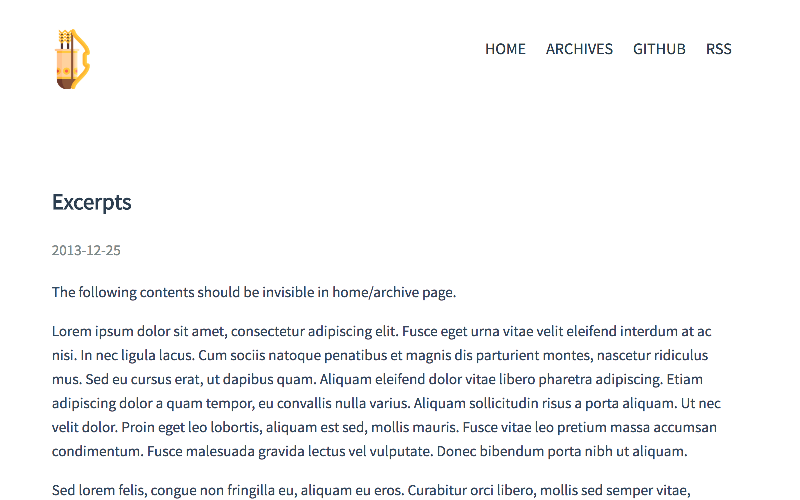 HOME ARCHIVES GITHUB RSS
Excerpts
2013-12-25
The following contents should be invisible in home/archive page.
Lorem ipsum dolor sit amet, consectetur adipiscing elit. Fusce eget urna vitae velit eleifend interdum at ac
nisi. In nec ligula lacus. Cum sociis natoque penatibus et magnis dis parturient montes, nascetur ridiculus
mus. Sed eu cursus erat, ut dapibus quam. Aliquam eleifend dolor vitae libero pharetra adipiscing. Etiam
adipiscing dolor a quam tempor, eu convallis nulla varius. Aliquam sollicitudin risus a porta aliquam. Ut nec
velit dolor. Proin eget leo lobortis, aliquam est sed, mollis mauris. Fusce vitae leo pretium massa accumsan
condimentum. Fusce malesuada gravida lectus vel vulputate. Donec bibendum porta nibh ut aliquam.
Sed lorem felis, congue non fringilla eu, aliquam eu eros. Curabitur orci libero, mollis sed semper vitae,